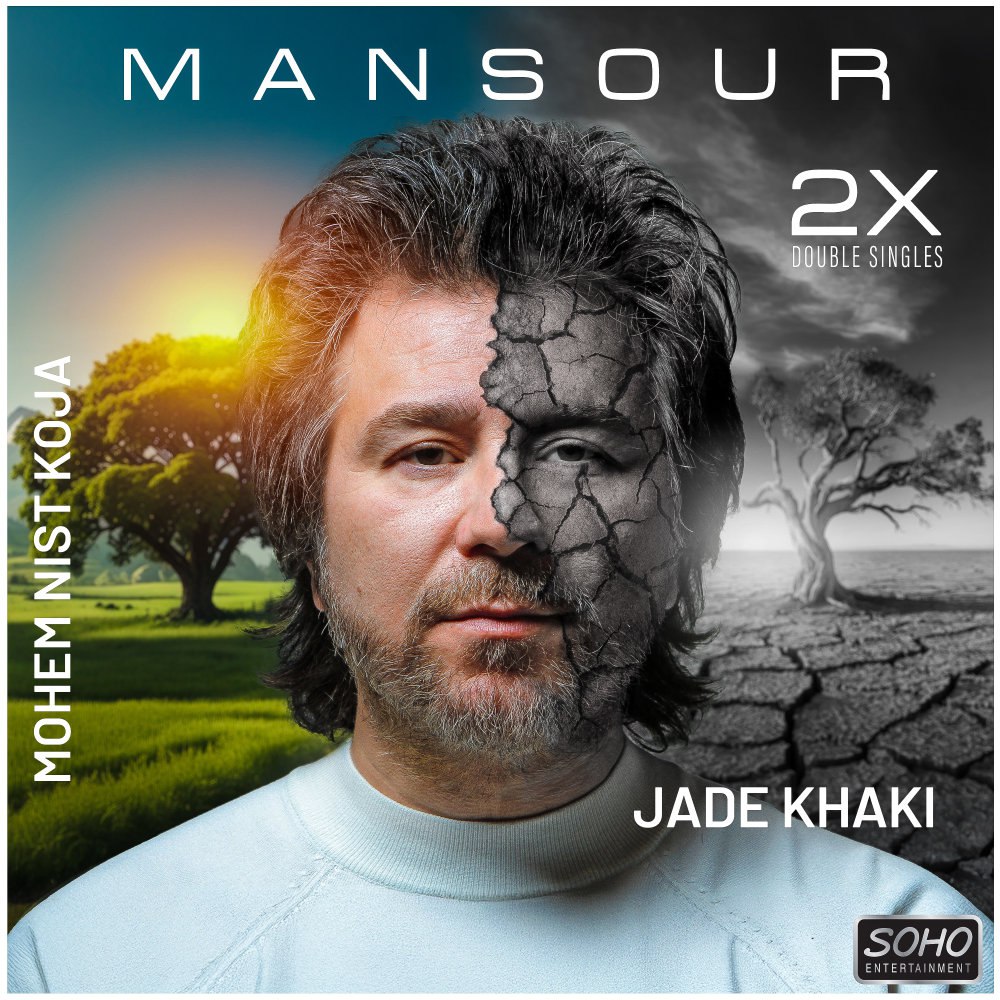 MANSOUR
2X
DOUBLE SINGLES
MOHEM NIST KOJA
JADE KHAKI
SOHO
ENTERTAINMENT